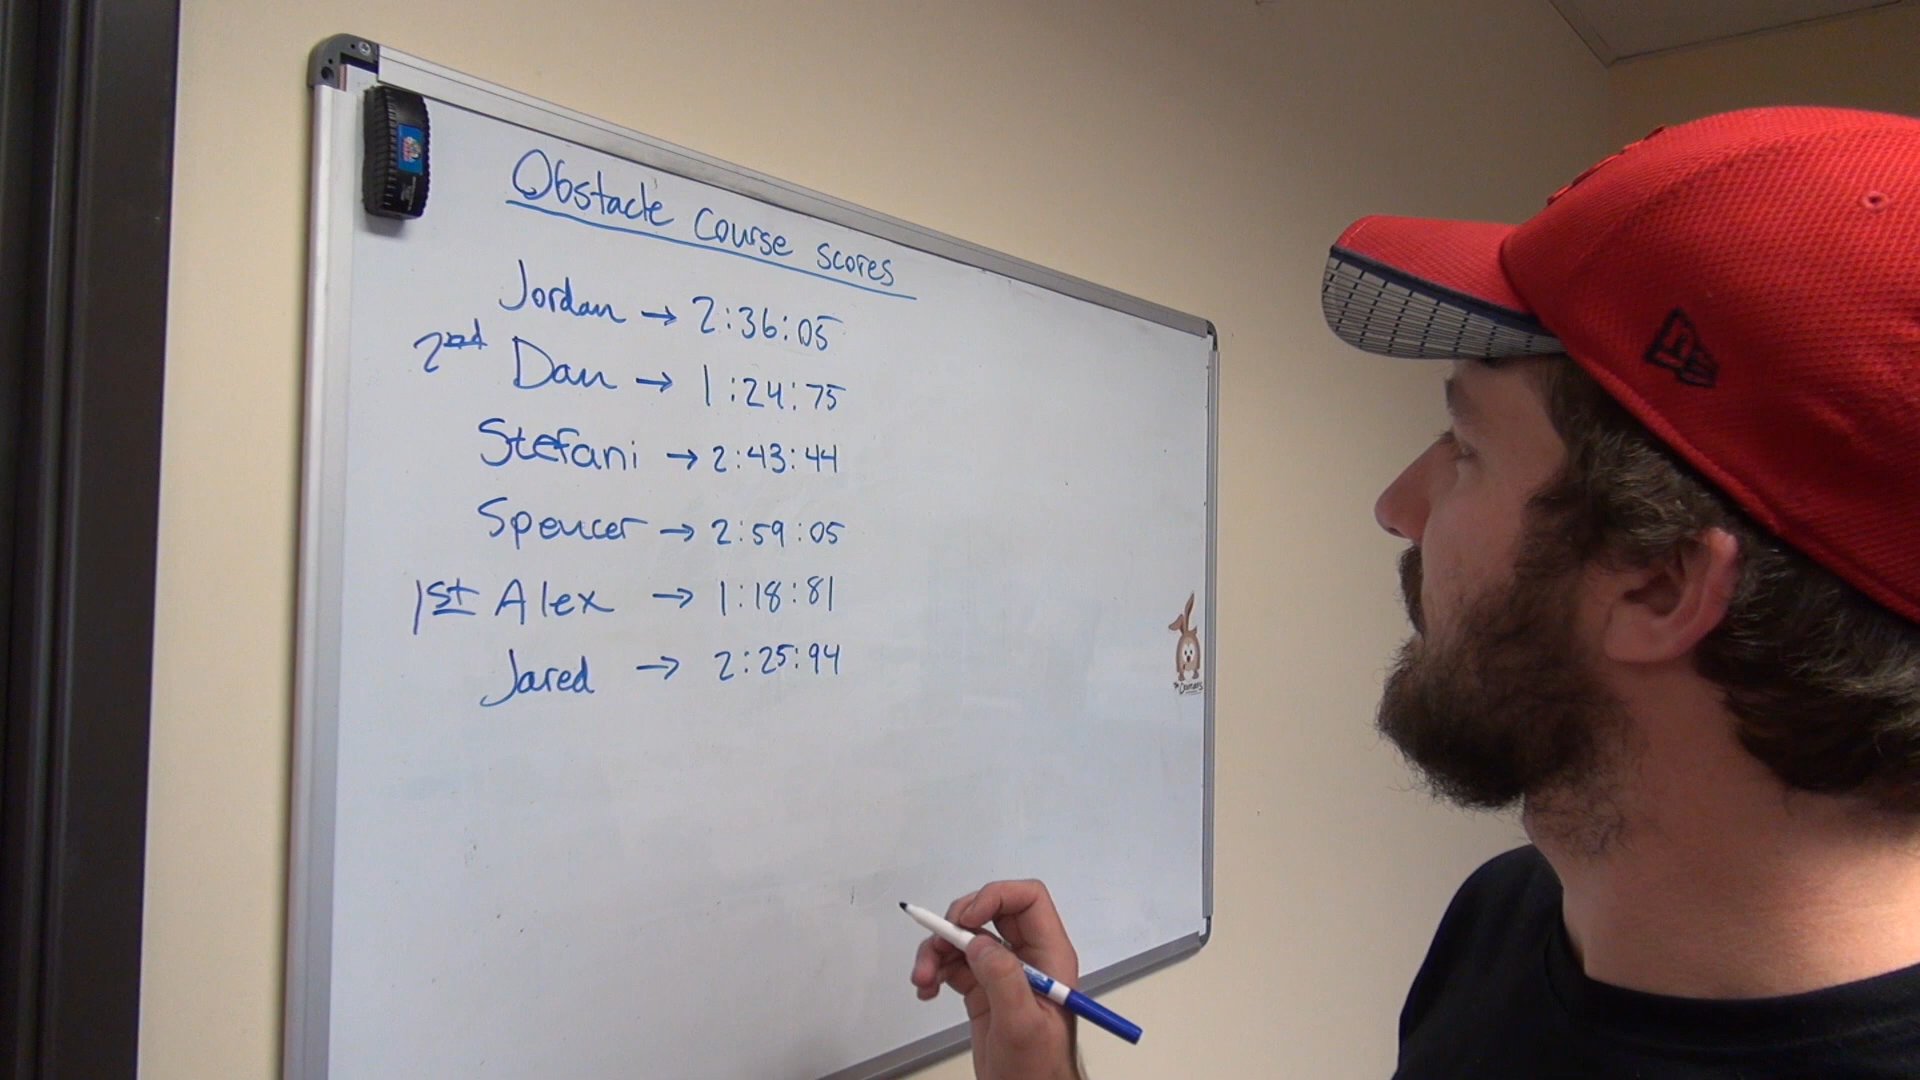 Obstacle Course scores
Jordan → 2:36:05
2nd Dan → 1:24:75
Stefani → 2:43:44
Spencer → 2:59:05
1st Alex → 1:18:81
Jared → 2:25:94